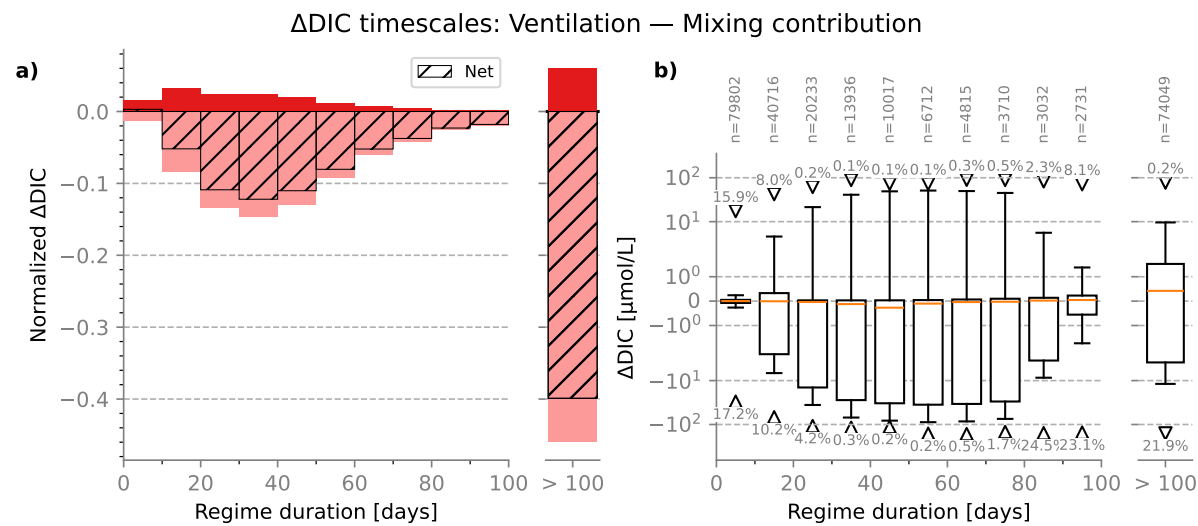 ΔDIC timescales: Ventilation — Mixing contribution
a)
Net
Normalized ΔDIC
0.0
−0.1
−0.2
−0.3
−0.4
0
20
40
60
80
100
> 100
Regime duration [days]
b)
n=79802
n=40716
n=20233
n=13936
n=10017
n=6712
n=4815
n=3710
n=3032
n=2731
n=74049
15.9%
8.0%
0.2%
0.1%
0.1%
0.1%
0.3%
0.5%
2.3%
8.1%
0.2%
ΔDIC [μmol/L]
10²
10¹
10⁰
0
−10⁰
−10¹
−10²
17.2%
10.2%
4.2%
0.3%
0.2%
0.2%
0.5%
1.7%
24.5%
23.1%
21.9%
0
20
40
60
80
100
> 100
Regime duration [days]